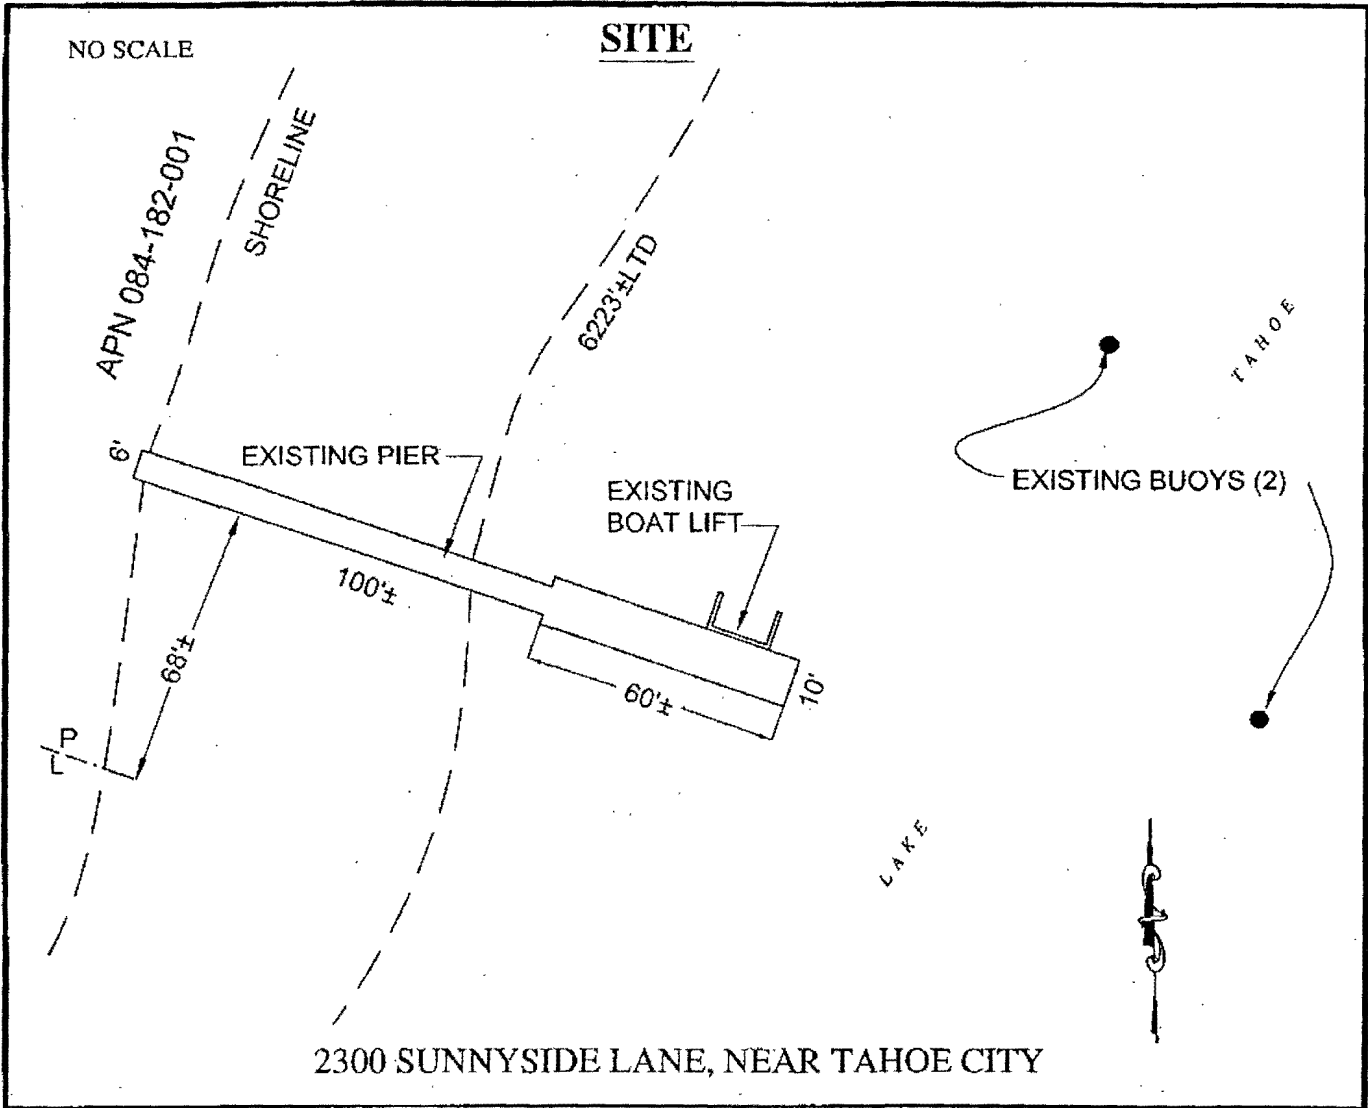 SITE
NO SCALE
APN 084-182-001
SHORELINE
6223'±LTD
TAHOE
6'
EXISTING PIER
EXISTING
BOAT LIFT
EXISTING BUOYS (2)
100'±
68'±
60'±
10'
P
L
LAKE
2300 SUNNYSIDE LANE, NEAR TAHOE CITY